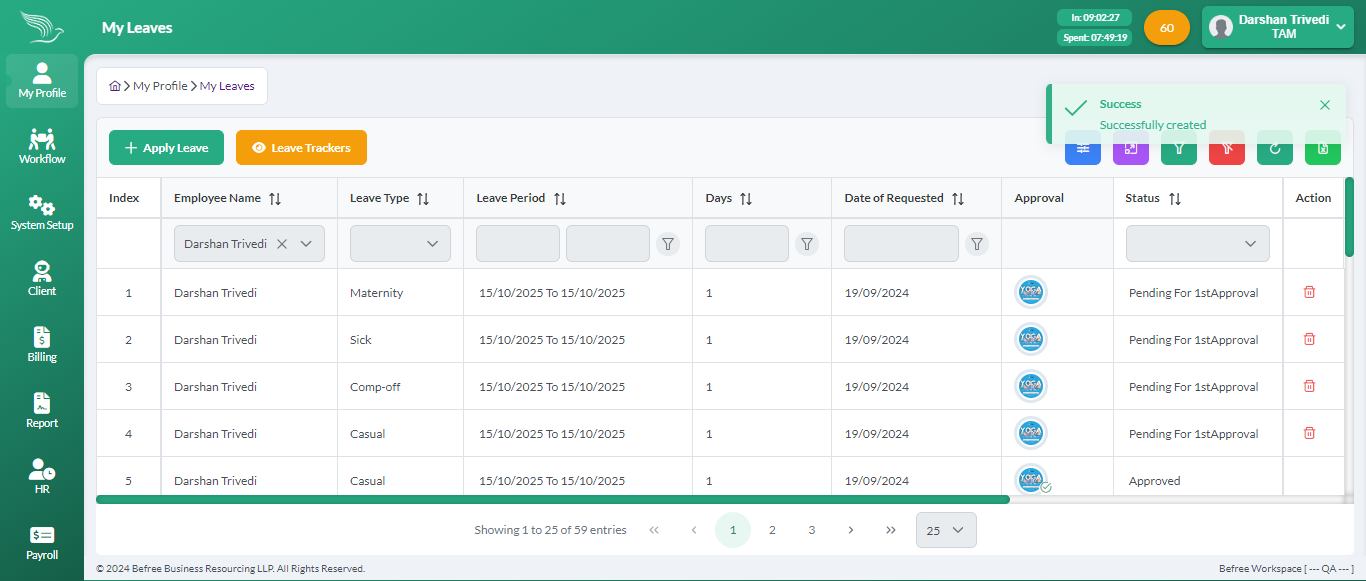 My Leaves
In: 09:02:27
Spent: 07:49:19
60
Darshan Trivedi
TAM
My Profile
Workflow
System Setup
Client
Billing
Report
HR
Payroll
My Profile My Leaves
Success
Successfully created
Apply Leave
Leave Trackers
Index Employee Name Leave Type Leave Period Days Date of Requested Approval Status Action
Darshan Trivedi
1 Darshan Trivedi Maternity 15/10/2025 To 15/10/2025 1 19/09/2024 YOGA Pending For 1stApproval
2 Darshan Trivedi Sick 15/10/2025 To 15/10/2025 1 19/09/2024 YOGA Pending For 1stApproval
3 Darshan Trivedi Comp-off 15/10/2025 To 15/10/2025 1 19/09/2024 YOGA Pending For 1stApproval
4 Darshan Trivedi Casual 15/10/2025 To 15/10/2025 1 19/09/2024 YOGA Pending For 1stApproval
5 Darshan Trivedi Casual 15/10/2025 To 15/10/2025 1 19/09/2024 YOGA Approved
Showing 1 to 25 of 59 entries << < 1 2 3 > >> 25
© 2024 Befree Business Resourcing LLP. All Rights Reserved.
Befree Workspace [ --- QA --- ]